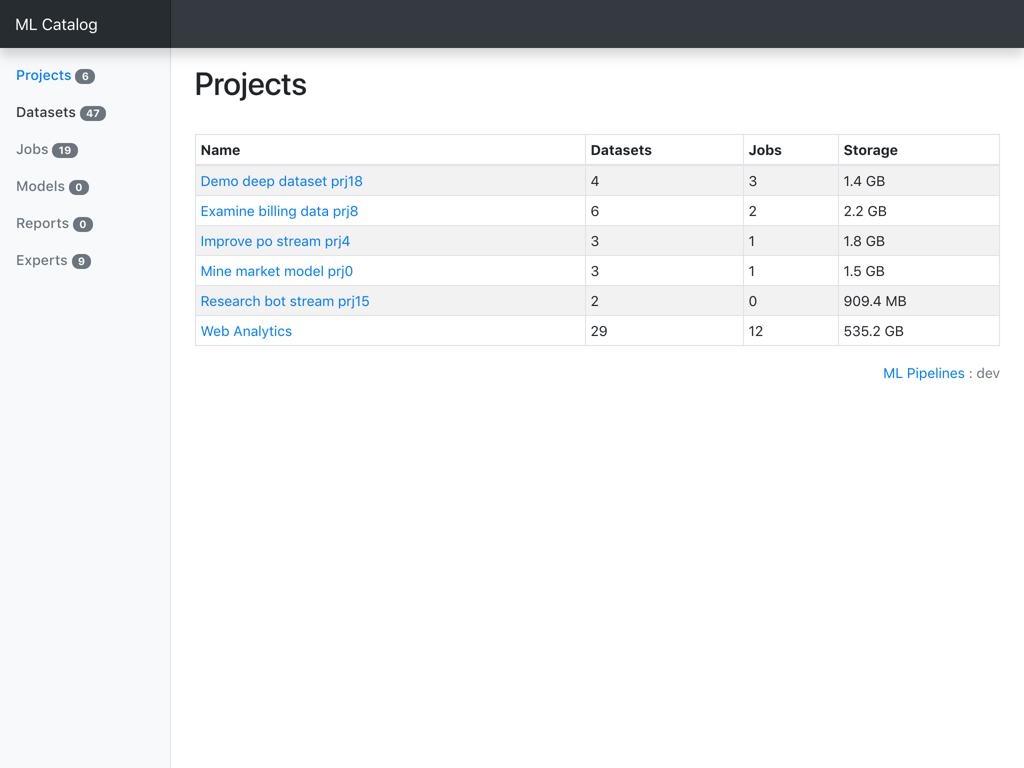 ML Catalog
Projects 6
Datasets 47
Jobs 19
Models 0
Reports 0
Experts 9
Projects
Name Datasets Jobs Storage
Demo deep dataset prj18 4 3 1.4 GB
Examine billing data prj8 6 2 2.2 GB
Improve po stream prj4 3 1 1.8 GB
Mine market model prj0 3 1 1.5 GB
Research bot stream prj15 2 0 909.4 MB
Web Analytics 29 12 535.2 GB
ML Pipelines : dev